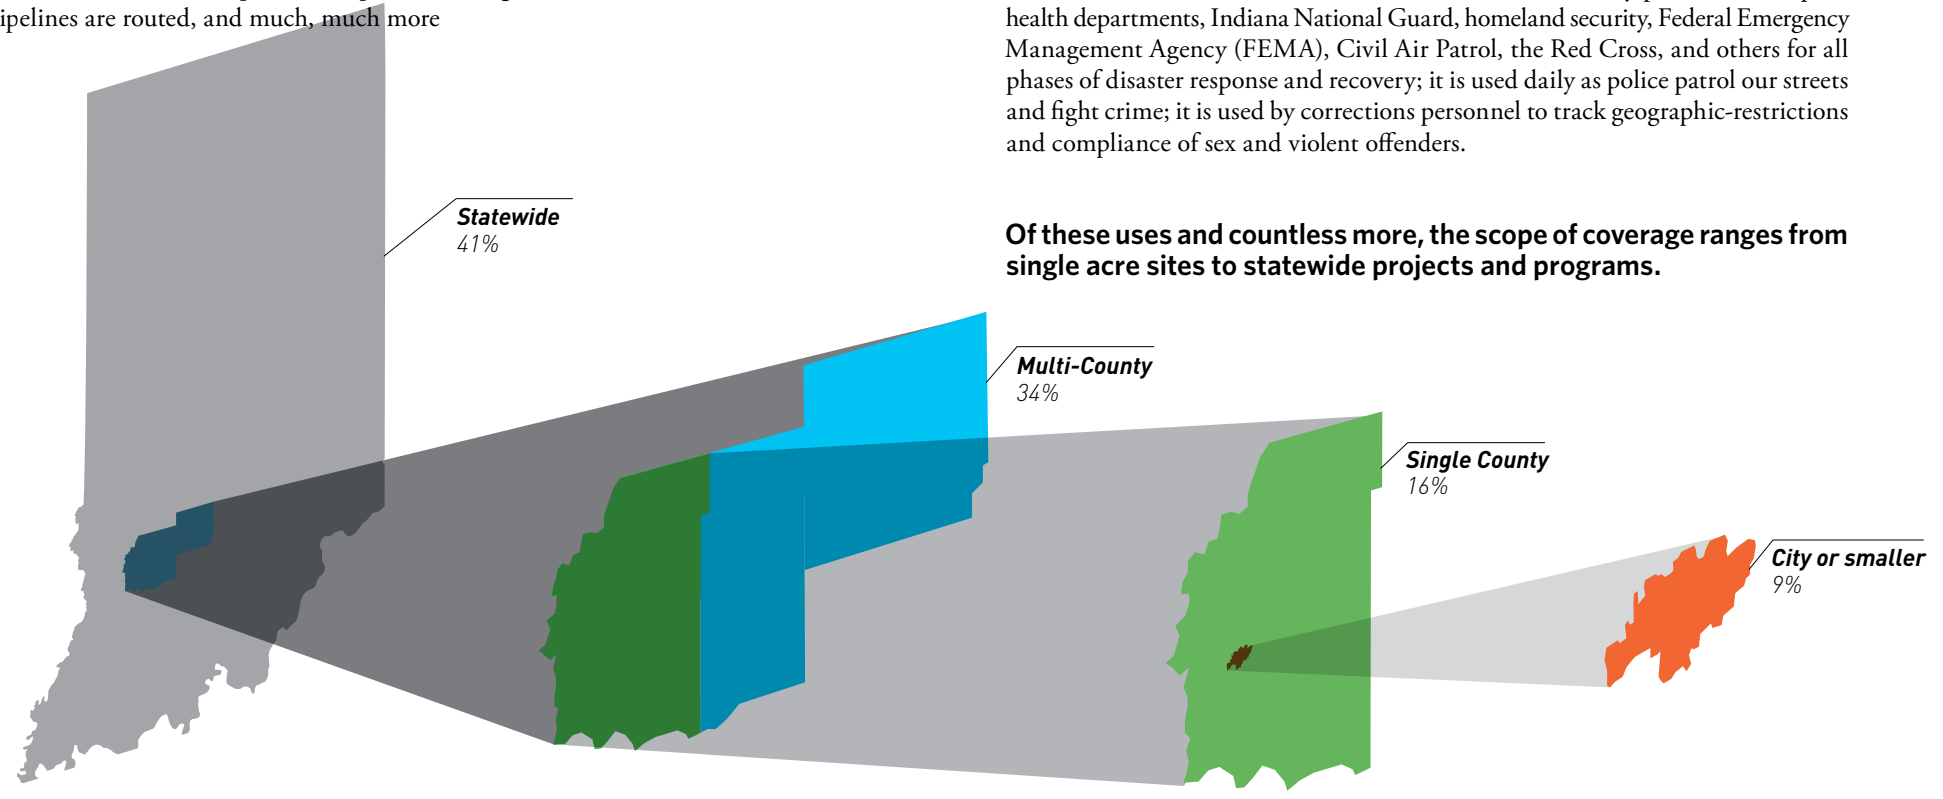 ipelines are routed, and much, much more
health departments, Indiana National Guard, homeland security, Federal Emergency
Management Agency (FEMA), Civil Air Patrol, the Red Cross, and others for all
phases of disaster response and recovery; it is used daily as police patrol our streets
and fight crime; it is used by corrections personnel to track geographic-restrictions
and compliance of sex and violent offenders.
Of these uses and countless more, the scope of coverage ranges from
single acre sites to statewide projects and programs.
Statewide
41%
Multi-County
34%
Single County
16%
City or smaller
9%